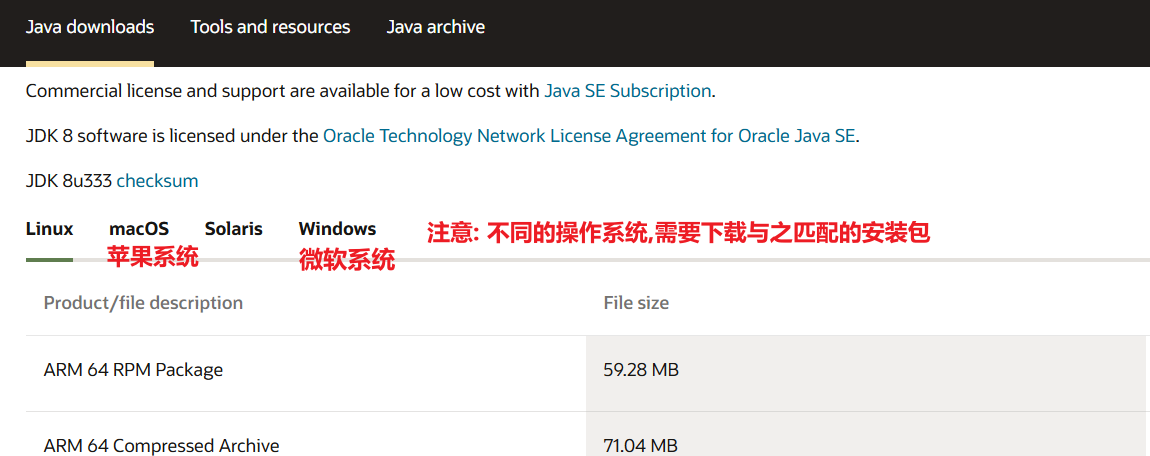 Java downloads Tools and resources Java archive
Commercial license and support are available for a low cost with Java SE Subscription.
JDK 8 software is licensed under the Oracle Technology Network License Agreement for Oracle Java SE.
JDK 8u333 checksum
Linux macOS Solaris Windows 注意: 不同的操作系统,需要下载与之匹配的安装包
苹果系统 微软系统
Product/file description File size
ARM 64 RPM Package 59.28 MB
ARM 64 Compressed Archive 71.04 MB